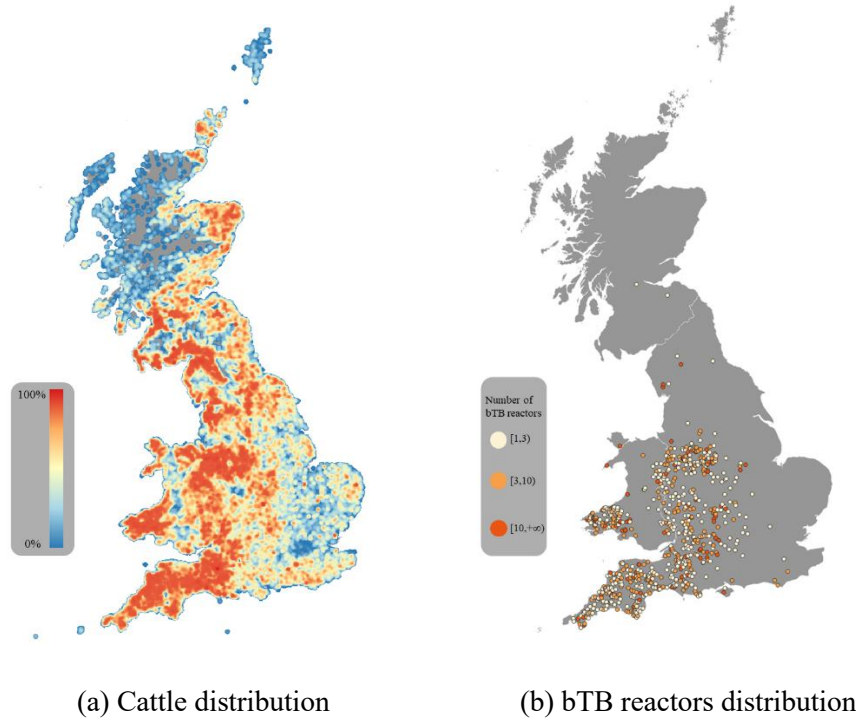 100%
0%
Number of
bTB reactors
[1,3)
[3,10)
[10,+∞)
(a) Cattle distribution
(b) bTB reactors distribution